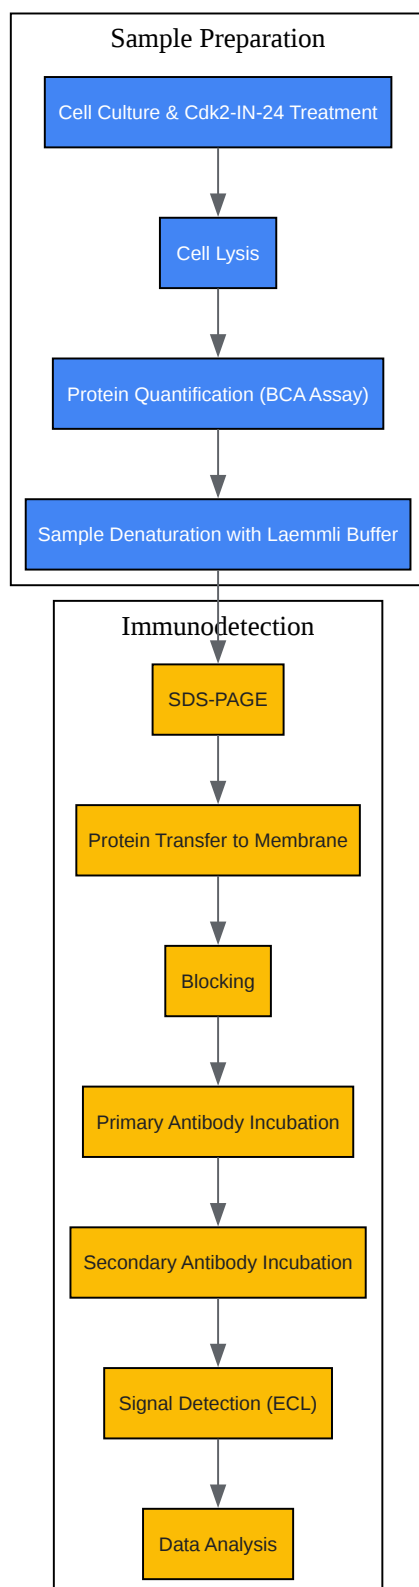 Sample Preparation
Cell Culture & Cdk2-IN-24 Treatment
Cell Lysis
Protein Quantification (BCA Assay)
Sample Denaturation with Laemmli Buffer
Immunodetection
SDS-PAGE
Protein Transfer to Membrane
Blocking
Primary Antibody Incubation
Secondary Antibody Incubation
Signal Detection (ECL)
Data Analysis